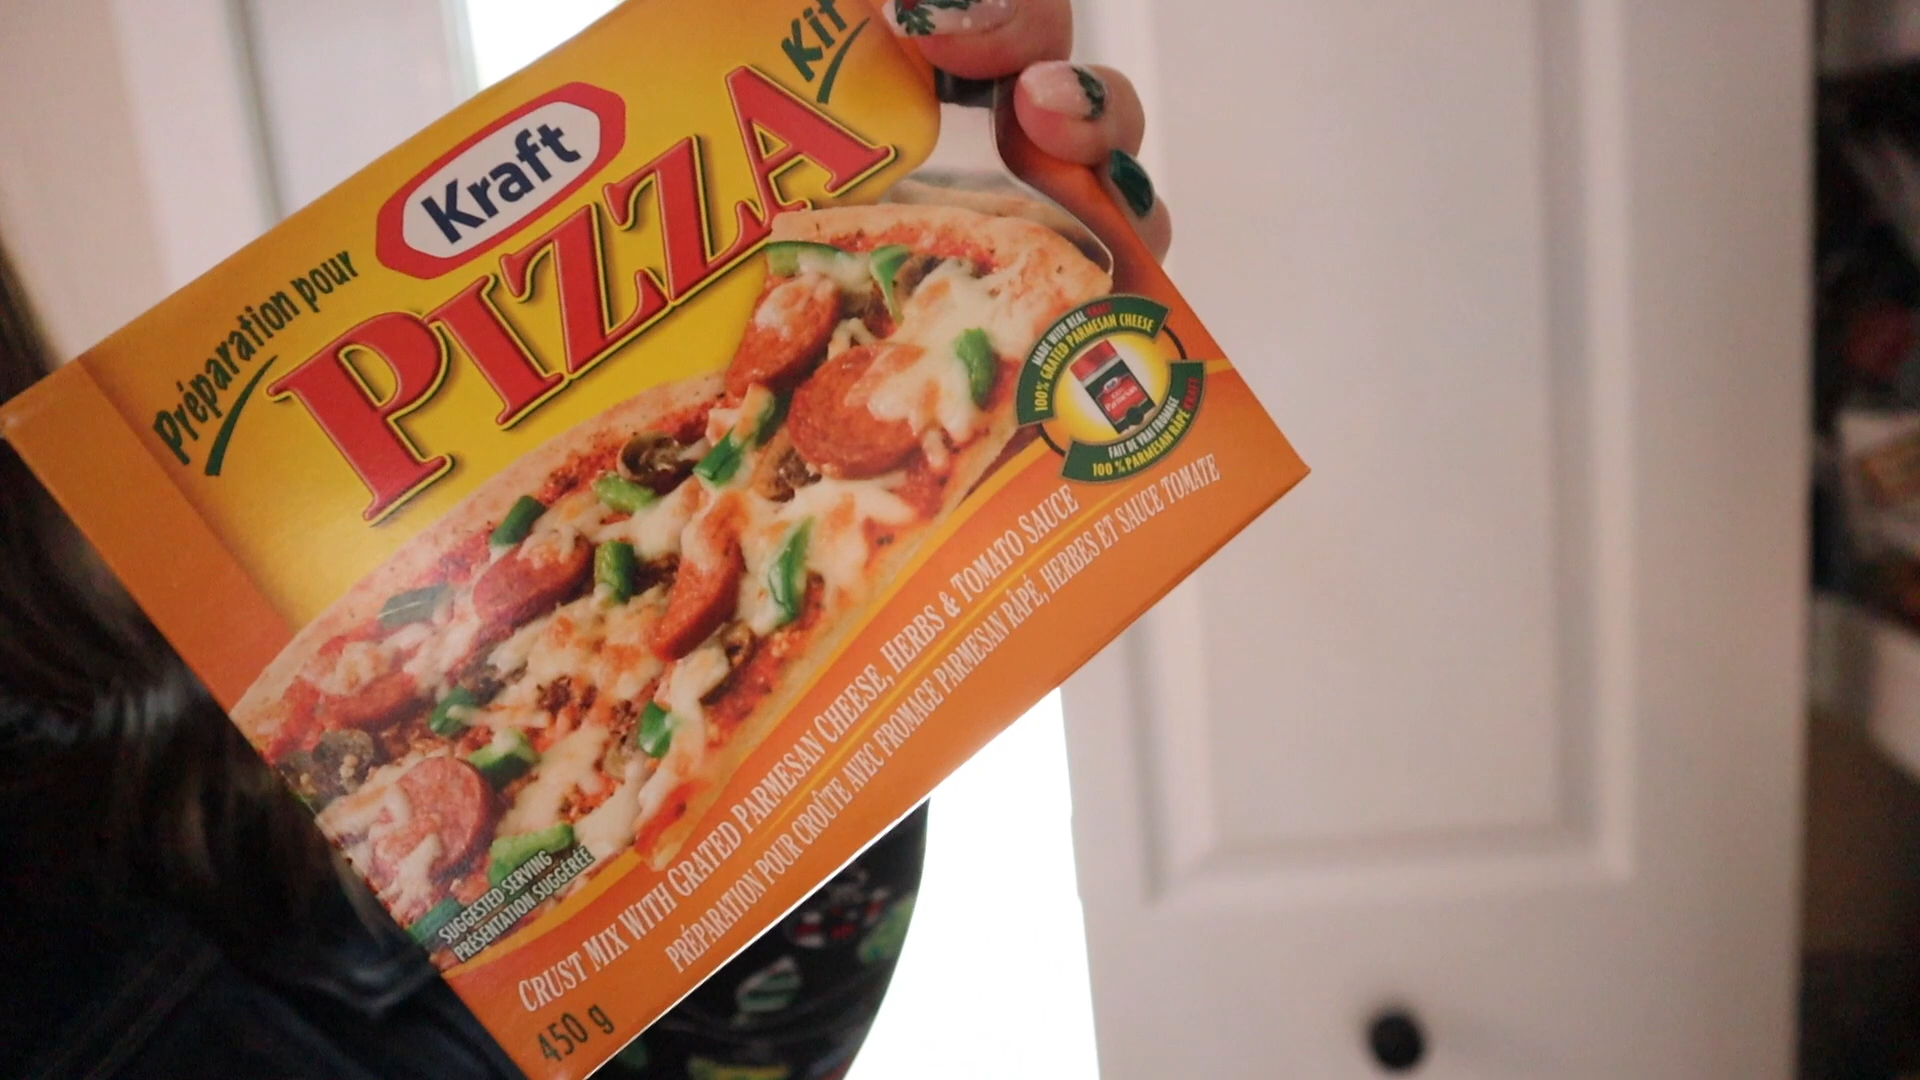 Préparation pour
Kraft
PIZZA
Kit
MADE WITH REAL KRAFT
100% GRATED PARMESAN CHEESE
Parmesan
FAIT DE VRAI FROMAGE
100 % PARMESAN RÂPÉ KRAFT
CRUST MIX WITH GRATED PARMESAN CHEESE, HERBS & TOMATO SAUCE
PRÉPARATION POUR CROÛTE AVEC FROMAGE PARMESAN RÂPÉ, HERBES ET SAUCE TOMATE
SUGGESTED SERVING
PRÉSENTATION SUGGÉRÉE
450 g